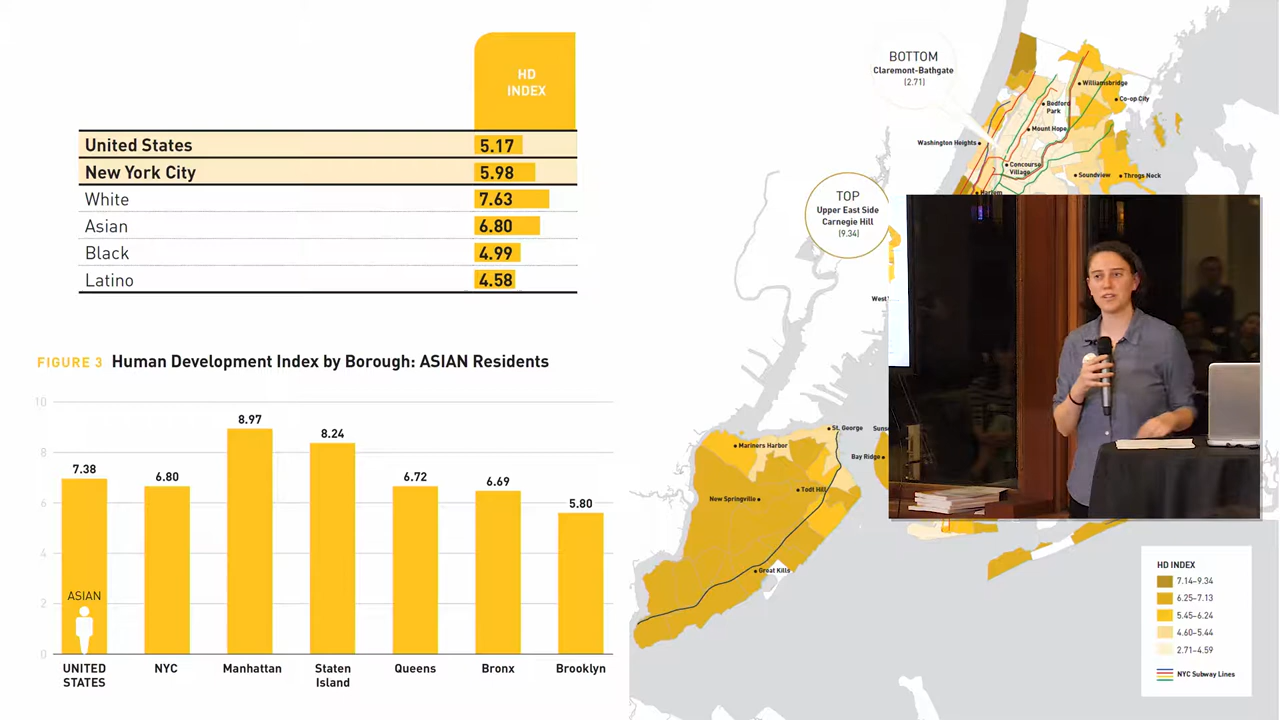 HD
INDEX
United States 5.17
New York City 5.98
White 7.63
Asian 6.80
Black 4.99
Latino 4.58
FIGURE 3 Human Development Index by Borough: ASIAN Residents
10
8
6
4
2
0
7.38
6.80
8.97
8.24
6.72
6.69
5.80
ASIAN
UNITED
STATES
NYC
Manhattan
Staten
Island
Queens
Bronx
Brooklyn
BOTTOM
Claremont-Bathgate
(2.71)
TOP
Upper East Side
Carnegie Hill
(9.34)
Williamsbridge
Co-op City
Bedford
Park
Mount Hope
Washington Heights
Concourse
Village
Soundview
Throgs Neck
Harlem
West
St. George
Suns
Mariners Harbor
Bay Ridge
Todt Hill
New Springville
Great Kills
HD INDEX
7.14–9.34
6.25–7.13
5.45–6.24
4.60–5.44
2.71–4.59
NYC Subway Lines